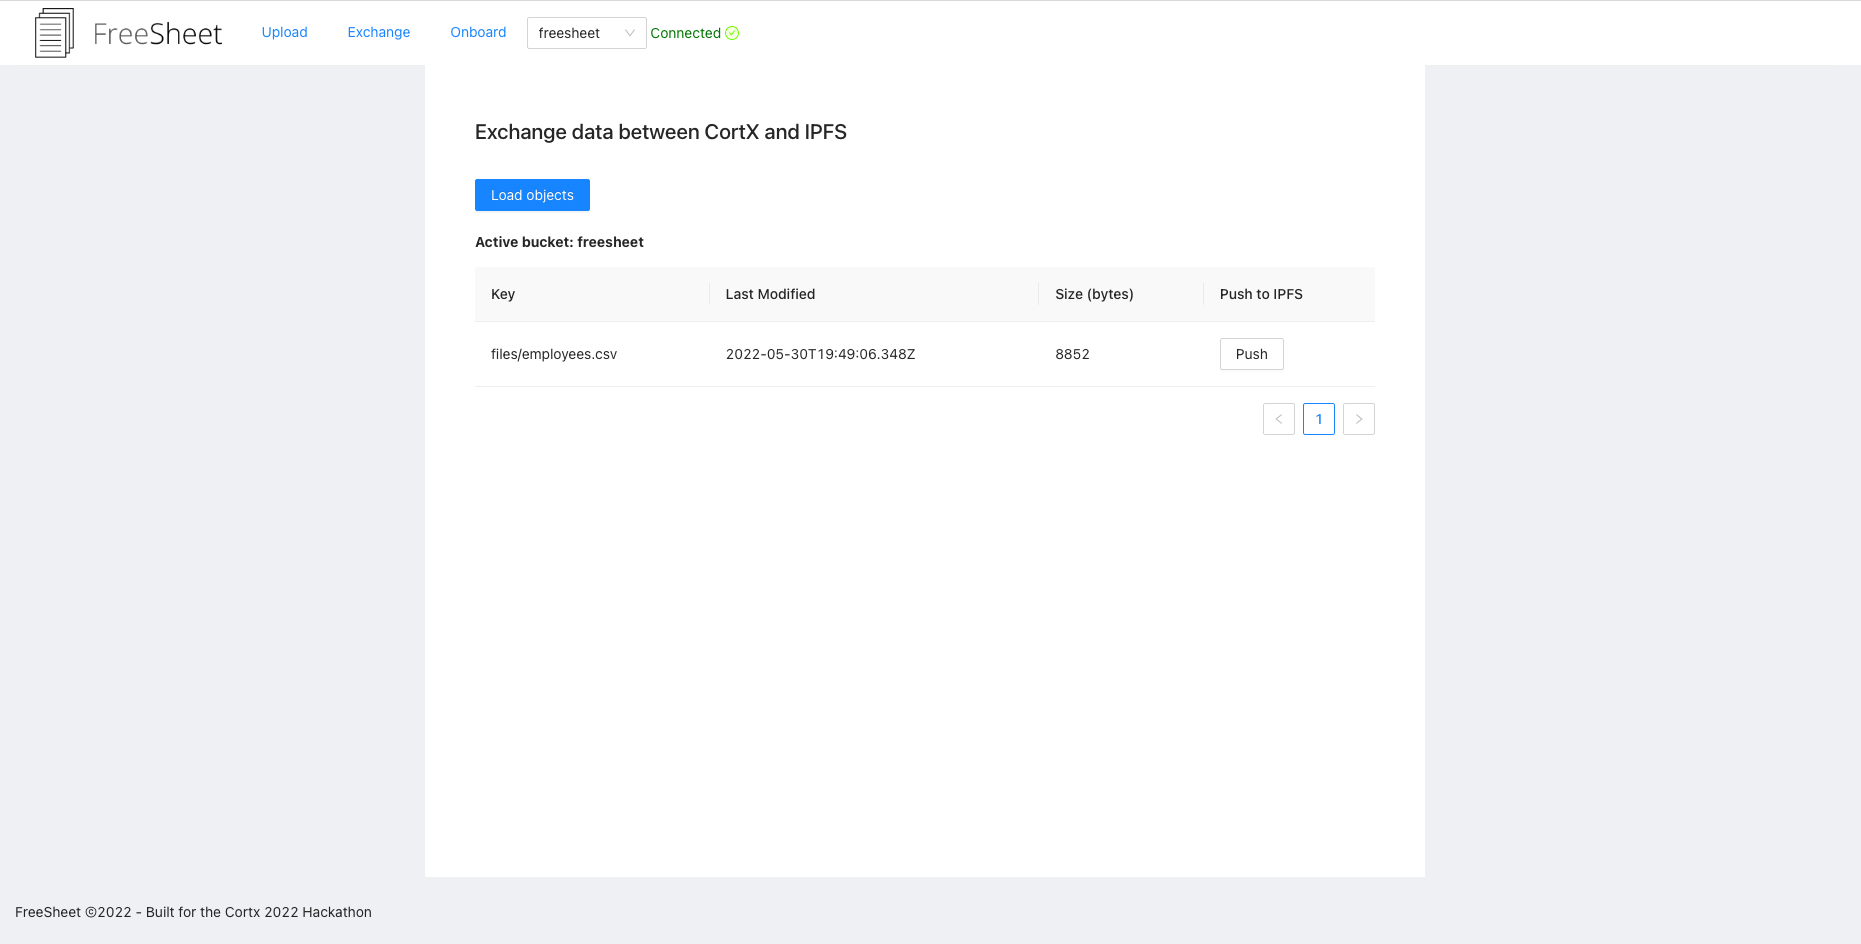 FreeSheet Upload Exchange Onboard freesheet Connected
Exchange data between CortX and IPFS
Load objects
Active bucket: freesheet
Key Last Modified Size (bytes) Push to IPFS
files/employees.csv 2022-05-30T19:49:06.348Z 8852 Push
< 1 >
FreeSheet ©2022 - Built for the Cortx 2022 Hackathon